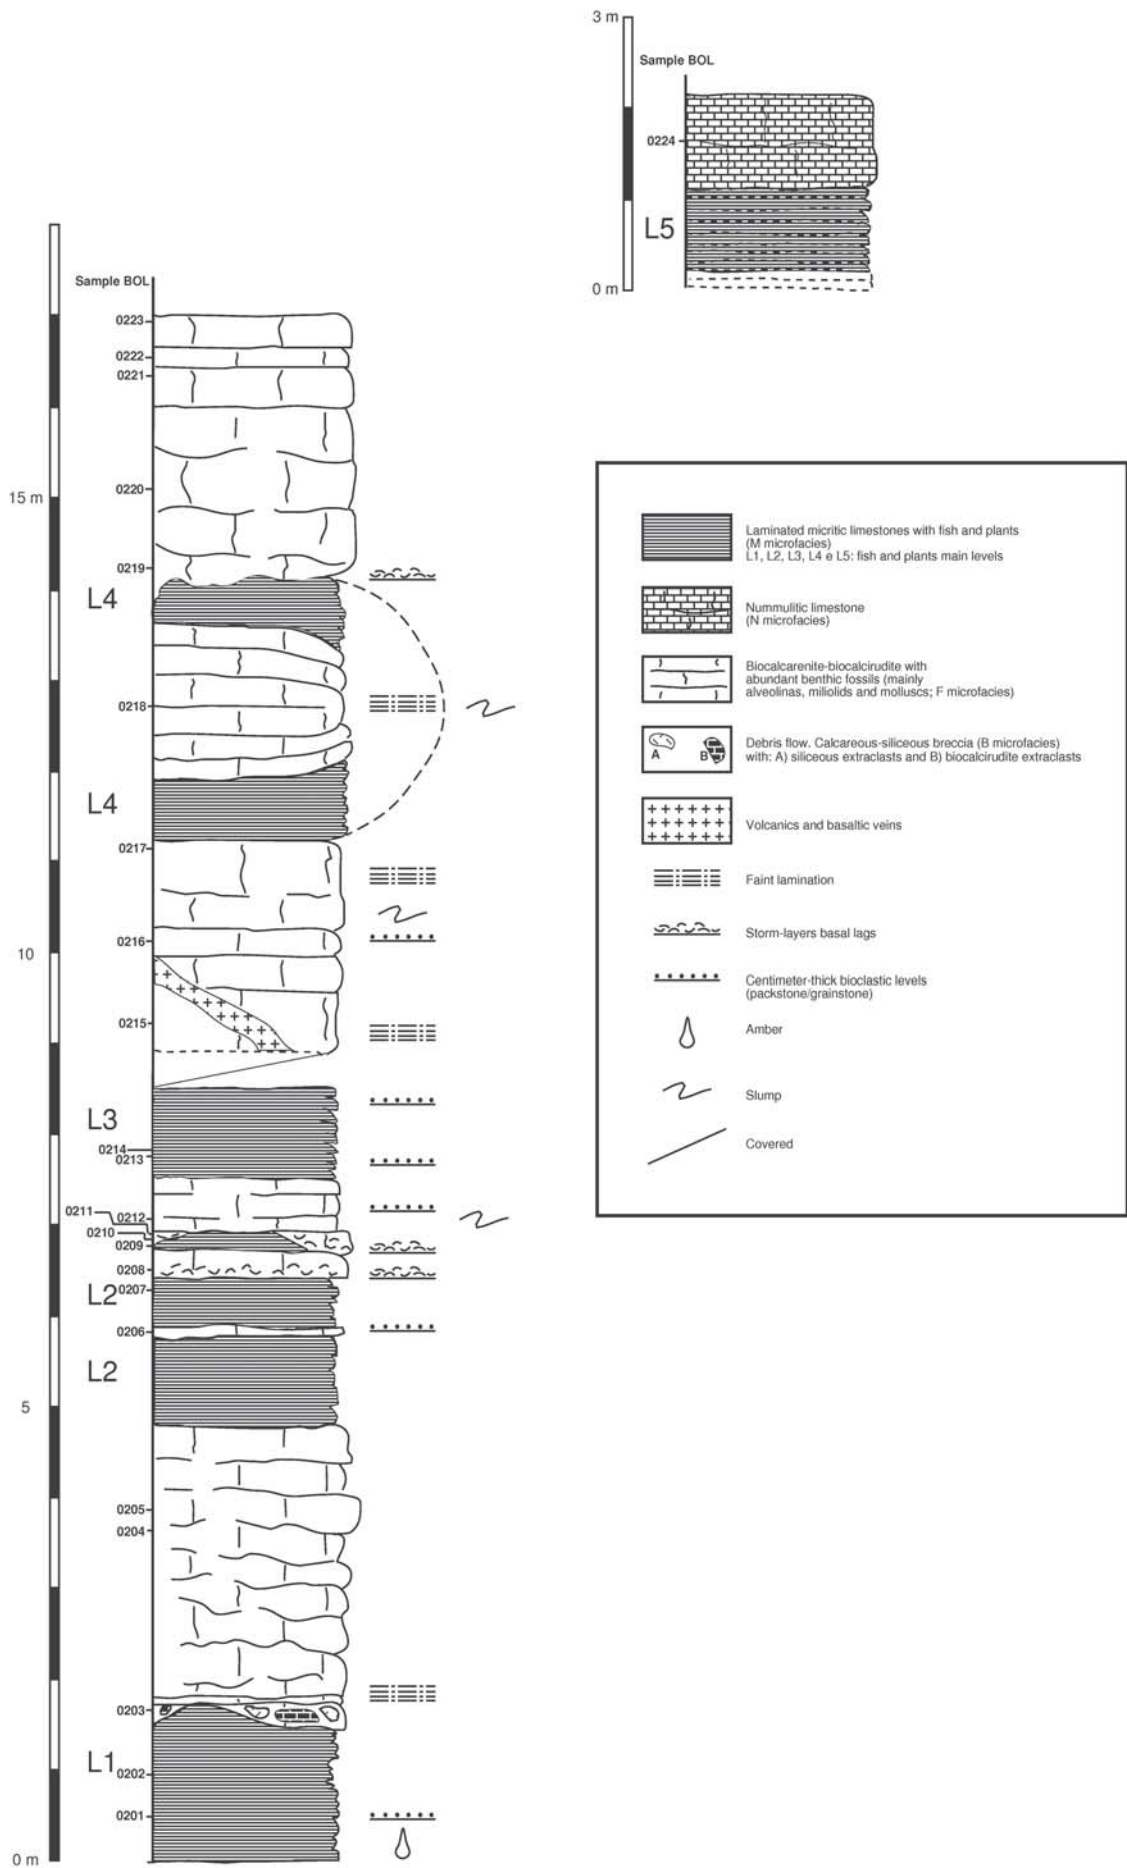 3 m
Sample BOL
0224
L5
0 m
Sample BOL
0223
0222
0221
15 m
0220
0219
L4
0218
L4
0217
0216
10
0215
L3
0214
0213
0211
0212
0210
0209
0208
L2
0207
0206
L2
5
0205
0204
0203
L1
0202
0201
0 m
Laminated micritic limestones with fish and plants
(M microfacies)
L1, L2, L3, L4 e L5: fish and plants main levels
Nummulitic limestone
(N microfacies)
Biocalcarenite-biocalcirudite with
abundant benthic fossils (mainly
alveolinas, miliolids and molluscs; F microfacies)
A B
Debris flow. Calcareous-siliceous breccia (B microfacies)
with: A) siliceous extraclasts and B) biocalcirudite extraclasts
Volcanics and basaltic veins
Faint lamination
Storm-layers basal lags
Centimeter-thick bioclastic levels
(packstone/grainstone)
Amber
Slump
Covered